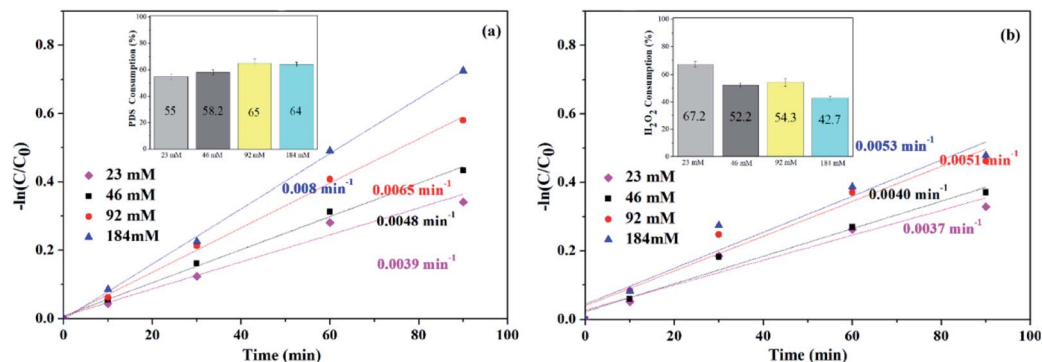 (a)
PDS Consumption (%)
100
80
60
40
20
0
55
58.2
65
64
23 mM
46 mM
92 mM
184 mM
-ln(C/C0)
0.8
0.6
0.4
0.2
0.0
23 mM
46 mM
92 mM
184mM
0.008 min-1
0.0065 min-1
0.0048 min-1
0.0039 min-1
0
20
40
60
80
100
Time (min)
(b)
H2O2 Consumption (%)
100
80
60
40
20
0
67.2
52.2
54.3
42.7
23 mM
46 mM
92 mM
184 mM
-ln(C/C0)
0.8
0.6
0.4
0.2
0.0
23 mM
46 mM
92 mM
184mM
0.0053 min-1
0.0051 min-1
0.0040 min-1
0.0037 min-1
0
20
40
60
80
100
Time (min)